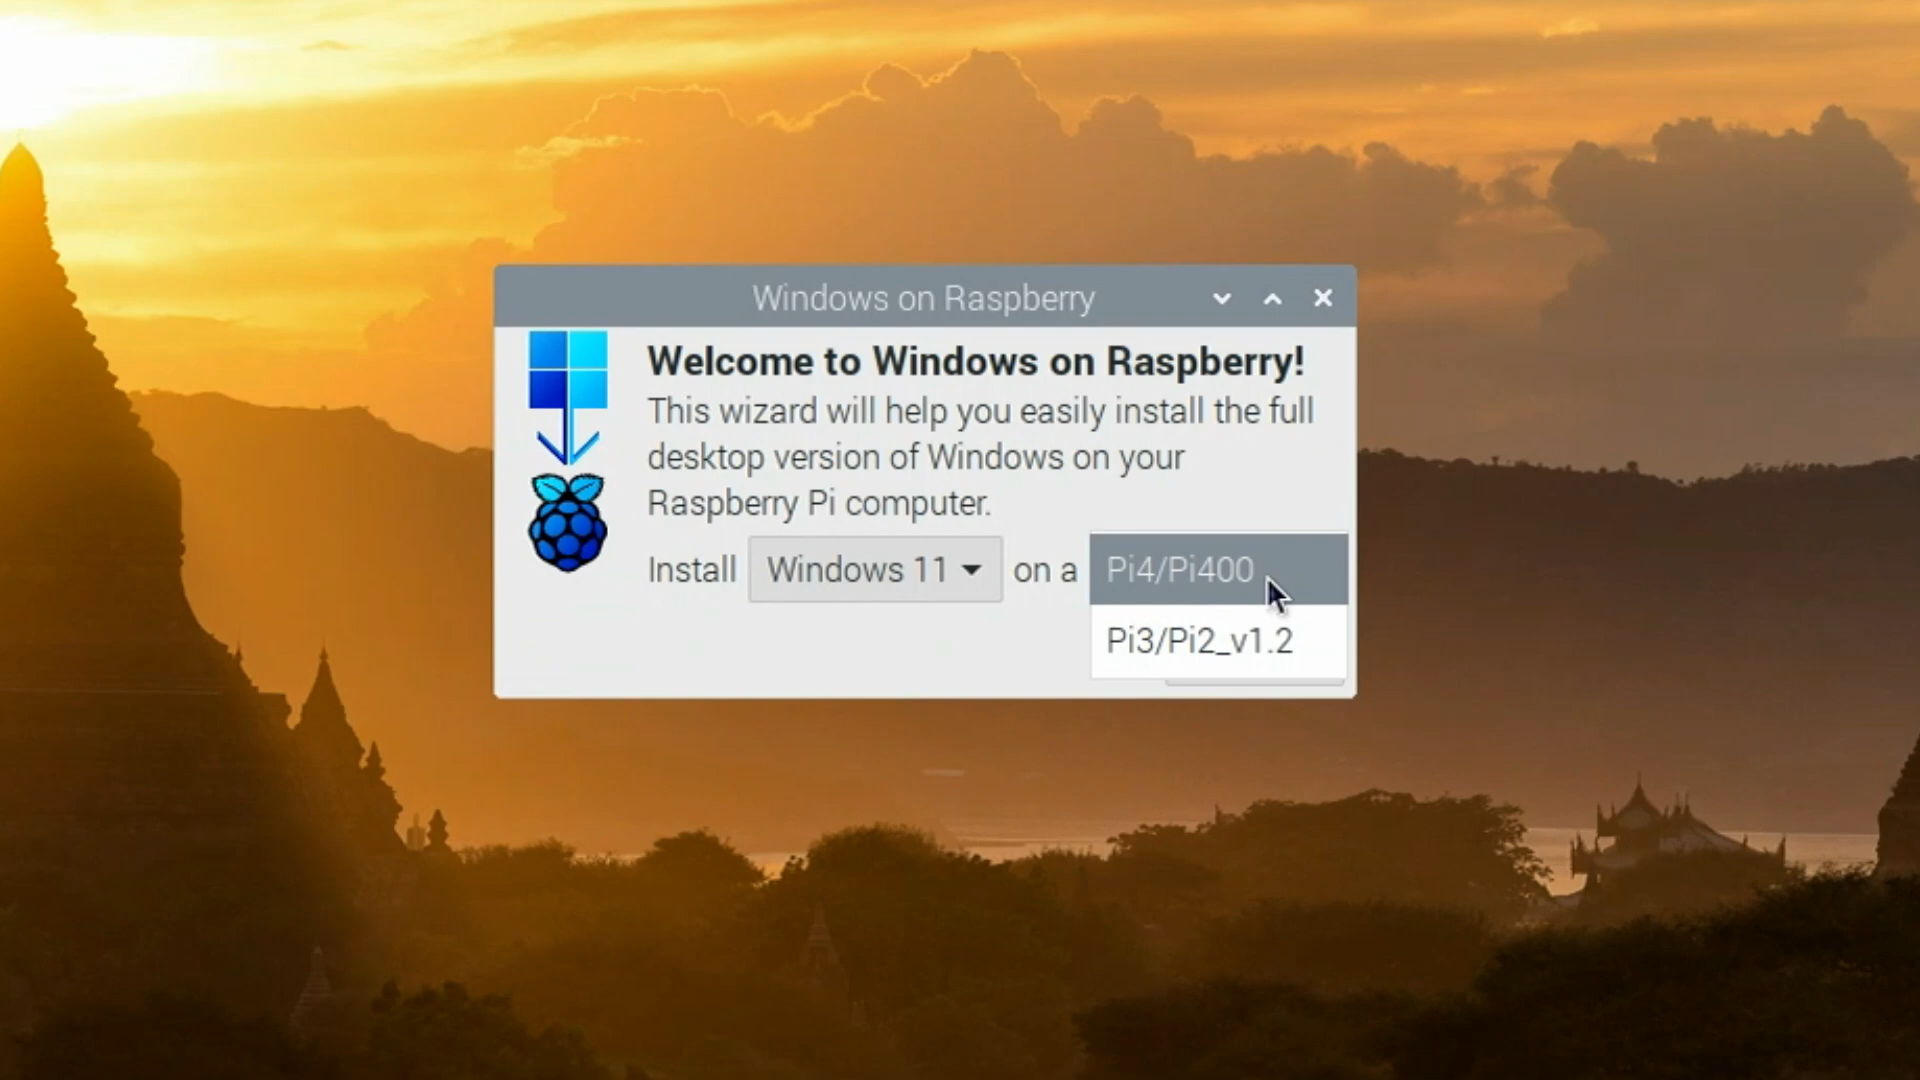 Windows on Raspberry
Welcome to Windows on Raspberry!
This wizard will help you easily install the full
desktop version of Windows on your
Raspberry Pi computer.
Install Windows 11 on a Pi4/Pi400
Pi3/Pi2_v1.2